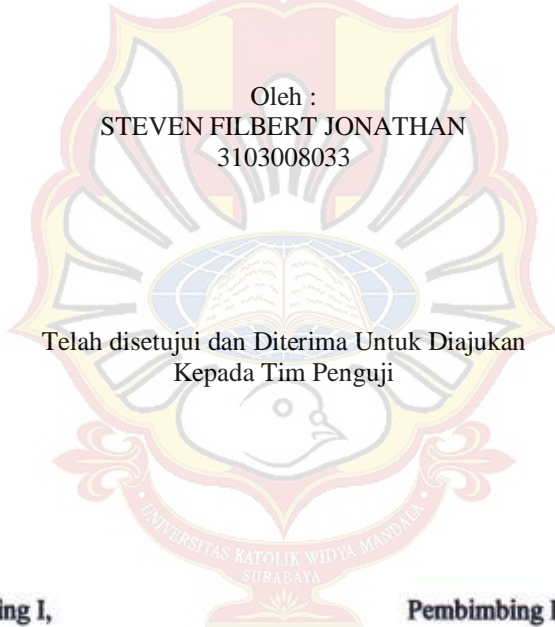 Oleh :
STEVEN FILBERT JONATHAN
3103008033
Telah disetujui dan Diterima Untuk Diajukan
Kepada Tim Penguji
UNIVERSITAS KATOLIK WIDYA MANDALA
SURABAYA
ing I,
Pembimbing I